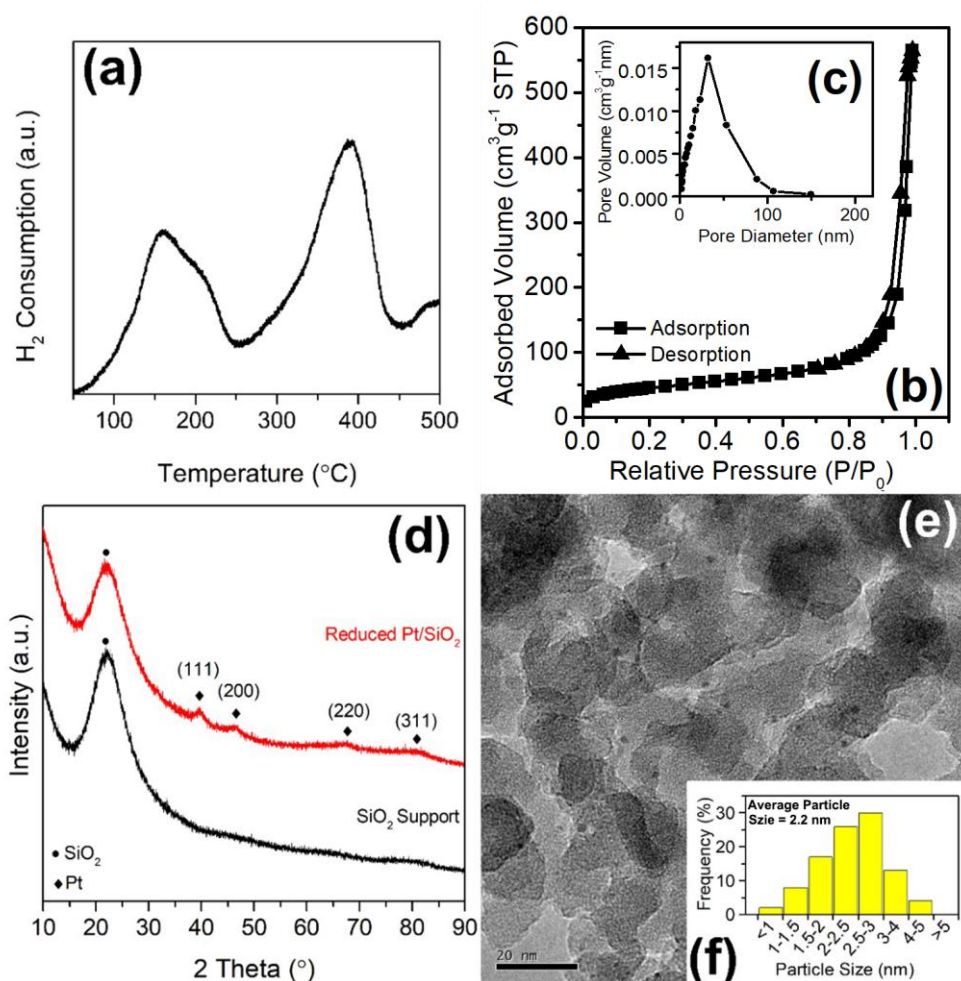 (a)
H2 Consumption (a.u.)
100 200 300 400 500
Temperature (°C)
600
500
400
300
200
100
0
Adsorbed Volume (cm³g⁻¹ STP)
(c)
0.015
0.010
0.005
0.000
Pore Volume (cm³g⁻¹nm)
0 100 200
Pore Diameter (nm)
Adsorption
Desorption
(b)
0.0 0.2 0.4 0.6 0.8 1.0
Relative Pressure (P/P0)
(d)
Intensity (a.u.)
Reduced Pt/SiO2
(111)
(200)
(220)
(311)
SiO2 Support
SiO2
Pt
10 20 30 40 50 60 70 80 90
2 Theta (°)
(e)
20 nm
(f)
Average Particle
Szie = 2.2 nm
Frequency (%)
30
20
10
0
<1 1-1.5 1.5-2 2-2.5 2.5-3 3-4 4-5 >5
Particle Size (nm)